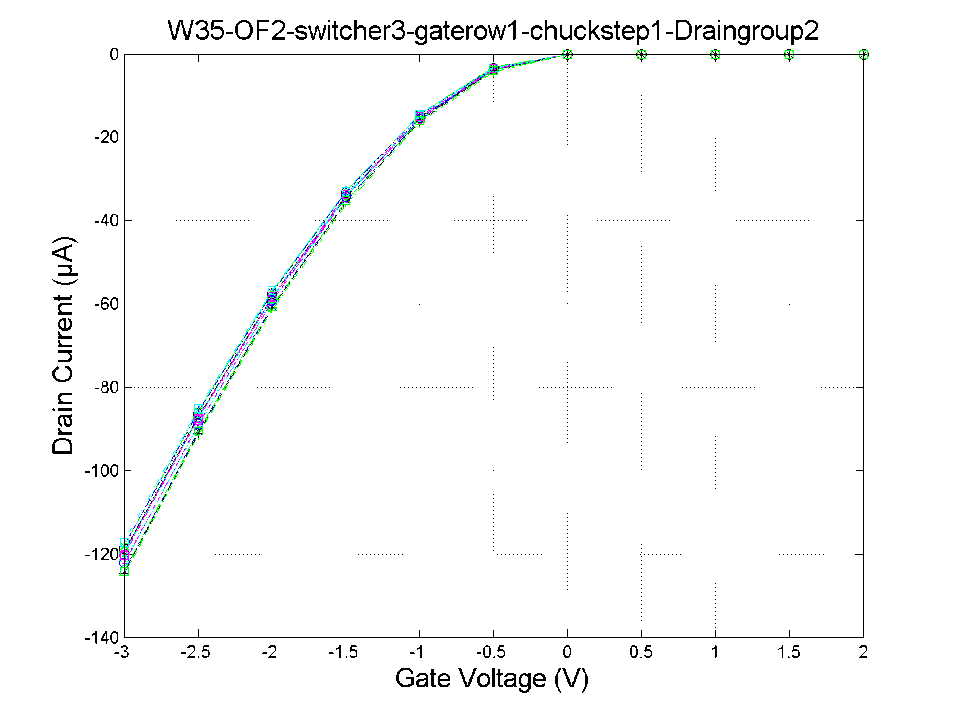 W35-OF2-switcher3-gaterow1-chuckstep1-Draingroup2
0
-20
-40
-60
-80
-100
-120
-140
Drain Current (µA)
-3 -2.5 -2 -1.5 -1 -0.5 0 0.5 1 1.5 2
Gate Voltage (V)